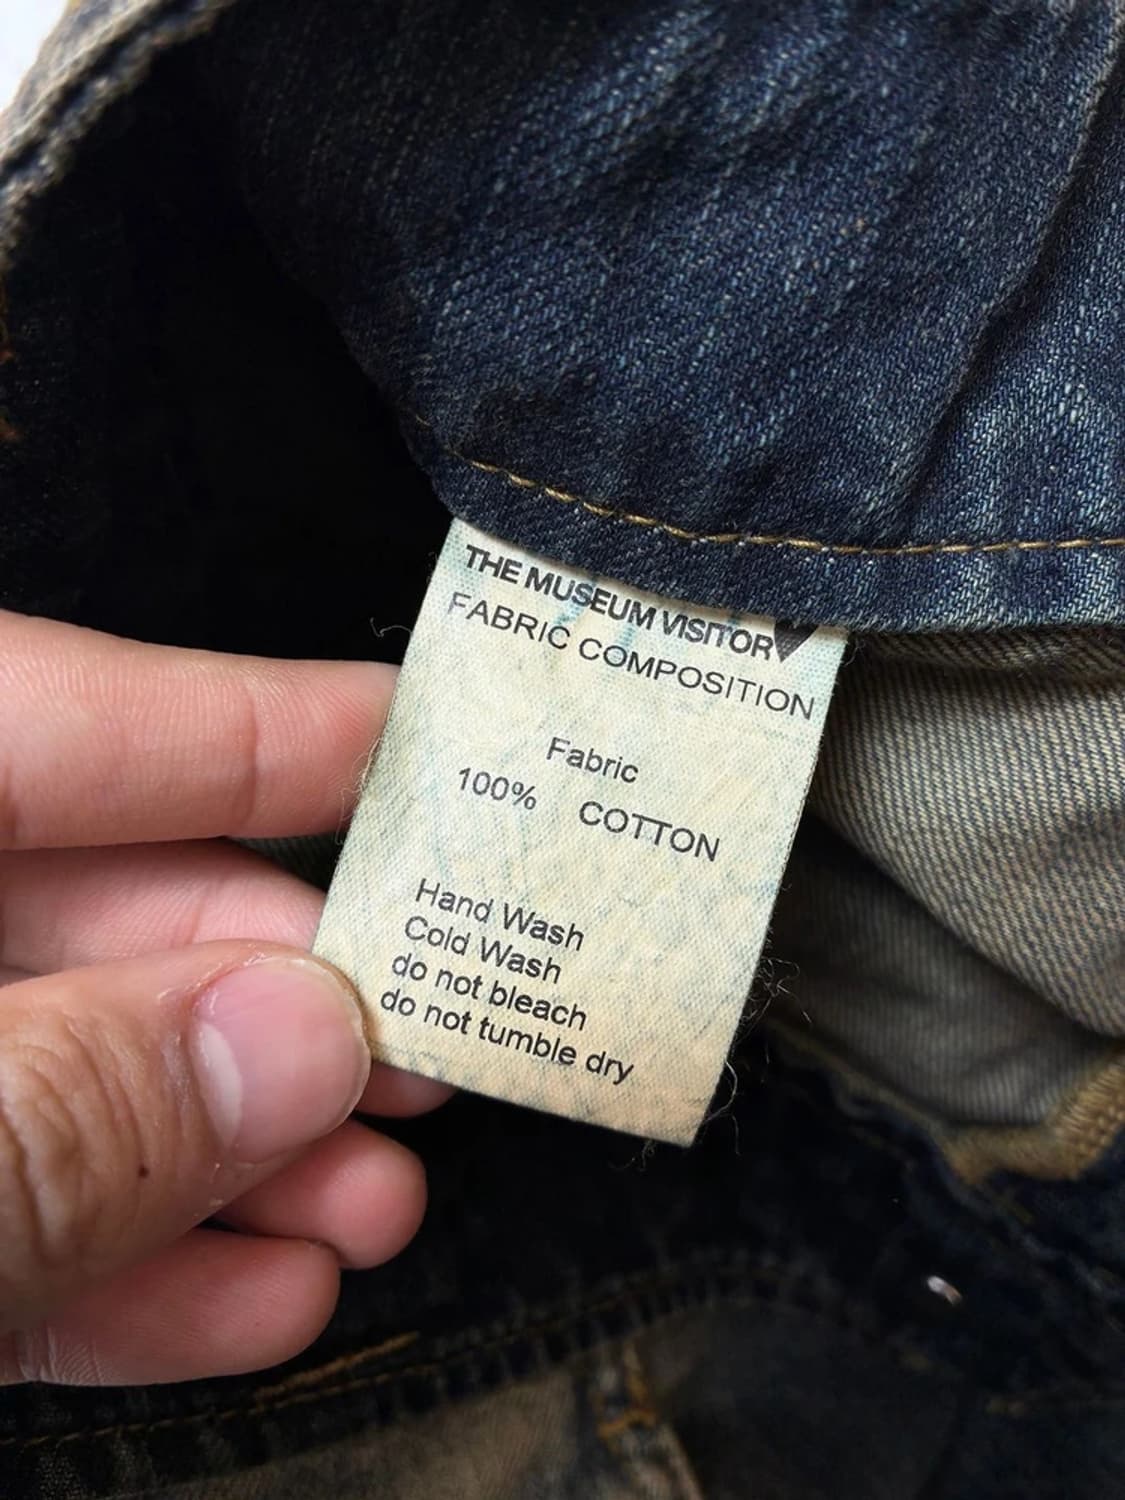 THE MUSEUM VISITOR
FABRIC COMPOSITION
Fabric
100% COTTON
Hand Wash
Cold Wash
do not bleach
do not tumble dry